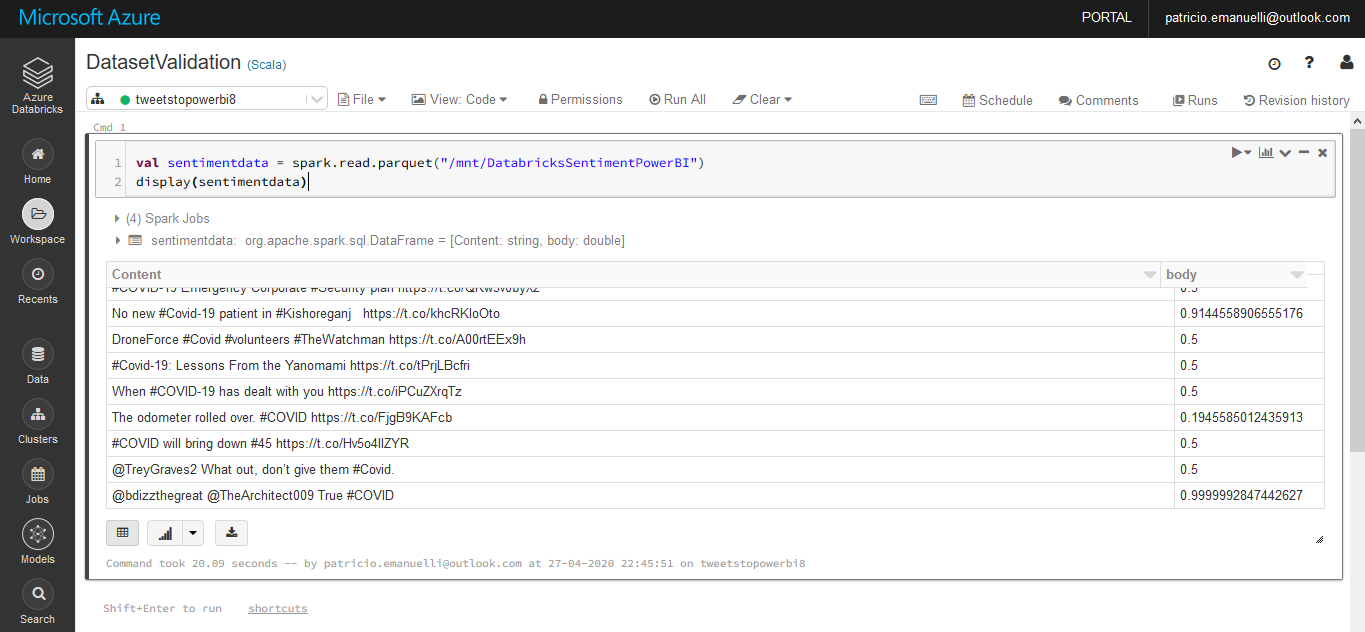 Microsoft Azure PORTAL patricio.emanuelli@outlook.com
Azure Databricks
Home
Workspace
Recents
Data
Clusters
Jobs
Models
Search
DatasetValidation (Scala)
tweetstopowerbi8 File View: Code Permissions Run All Clear Schedule Comments Runs Revision history
Cmd 1
1 val sentimentdata = spark.read.parquet("/mnt/DatabricksSentimentPowerBI")
2 display(sentimentdata)
(4) Spark Jobs
sentimentdata: org.apache.spark.sql.DataFrame = [Content: string, body: double]
Content body
#COVID-19 Emergency Corporate #Security plan 0.5
No new #Covid-19 patient in #Kishoreganj https://t.co/khcRKloOto 0.9144558906555176
DroneForce #Covid #volunteers #TheWatchman https://t.co/A00rtEEx9h 0.5
#Covid-19: Lessons From the Yanomami https://t.co/tPrjLBcfri 0.5
When #COVID-19 has dealt with you https://t.co/iPCuZXrqTz 0.5
The odometer rolled over. #COVID https://t.co/FjgB9KAFcb 0.1945585012435913
#COVID will bring down #45 https://t.co/Hv5o4IlZYR 0.5
@TreyGraves2 What out, don't give them #Covid. 0.5
@bdizzthegreat @TheArchitect009 True #COVID 0.9999992847442627
Command took 20.09 seconds -- by patricio.emanuelli@outlook.com at 27-04-2020 22:45:51 on tweetstopowerbi8
Shift+Enter to run shortcuts